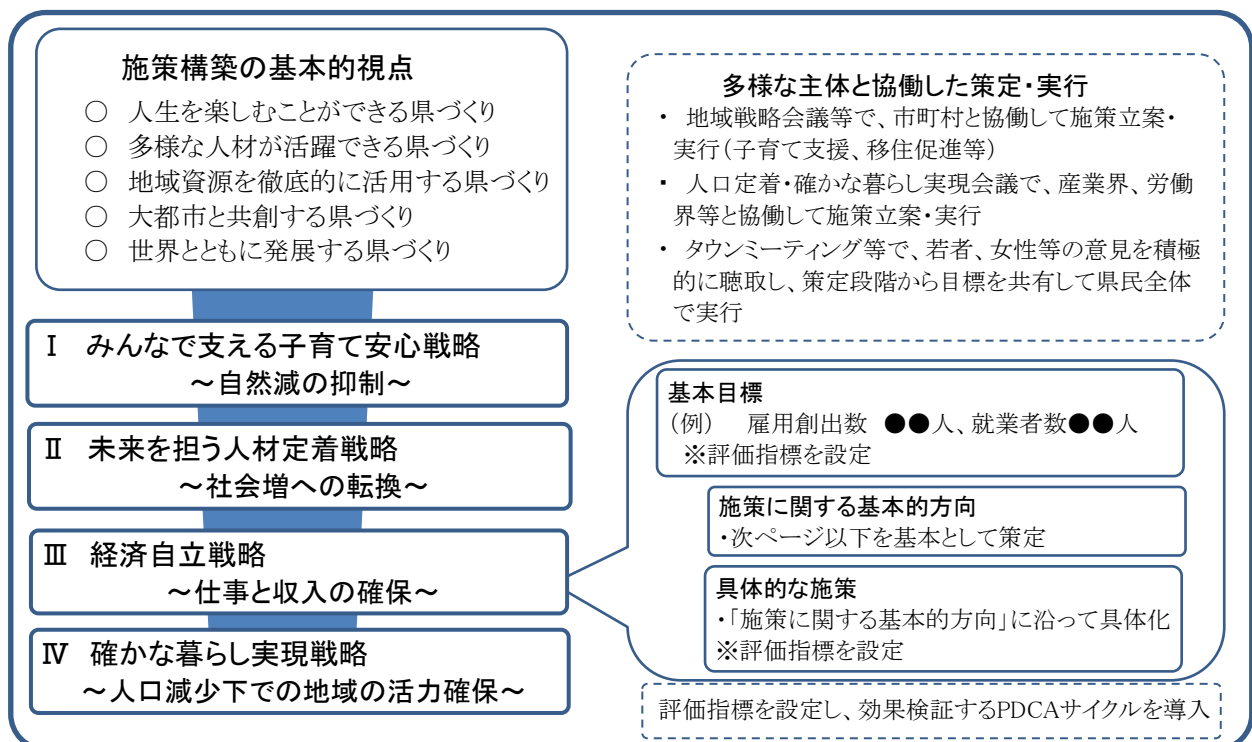 施策構築の基本的視点
○ 人生を楽しむことができる県づくり
○ 多様な人材が活躍できる県づくり
○ 地域資源を徹底的に活用する県づくり
○ 大都市と共創する県づくり
○ 世界とともに発展する県づくり
多様な主体と協働した策定・実行
・ 地域戦略会議等で、市町村と協働して施策立案・
実行(子育て支援、移住促進等)
・ 人口定着・確かな暮らし実現会議で、産業界、労働
界等と協働して施策立案・実行
・ タウンミーティング等で、若者、女性等の意見を積極
的に聴取し、策定段階から目標を共有して県民全体
で実行
Ⅰ みんなで支える子育て安心戦略
~自然減の抑制~
Ⅱ 未来を担う人材定着戦略
~社会増への転換~
Ⅲ 経済自立戦略
~仕事と収入の確保~
Ⅳ 確かな暮らし実現戦略
~人口減少下での地域の活力確保~
基本目標
(例) 雇用創出数 ●●人、就業者数●●人
※評価指標を設定
施策に関する基本的方向
・次ページ以下を基本として策定
具体的な施策
・「施策に関する基本的方向」に沿って具体化
※評価指標を設定
評価指標を設定し、効果検証するPDCAサイクルを導入